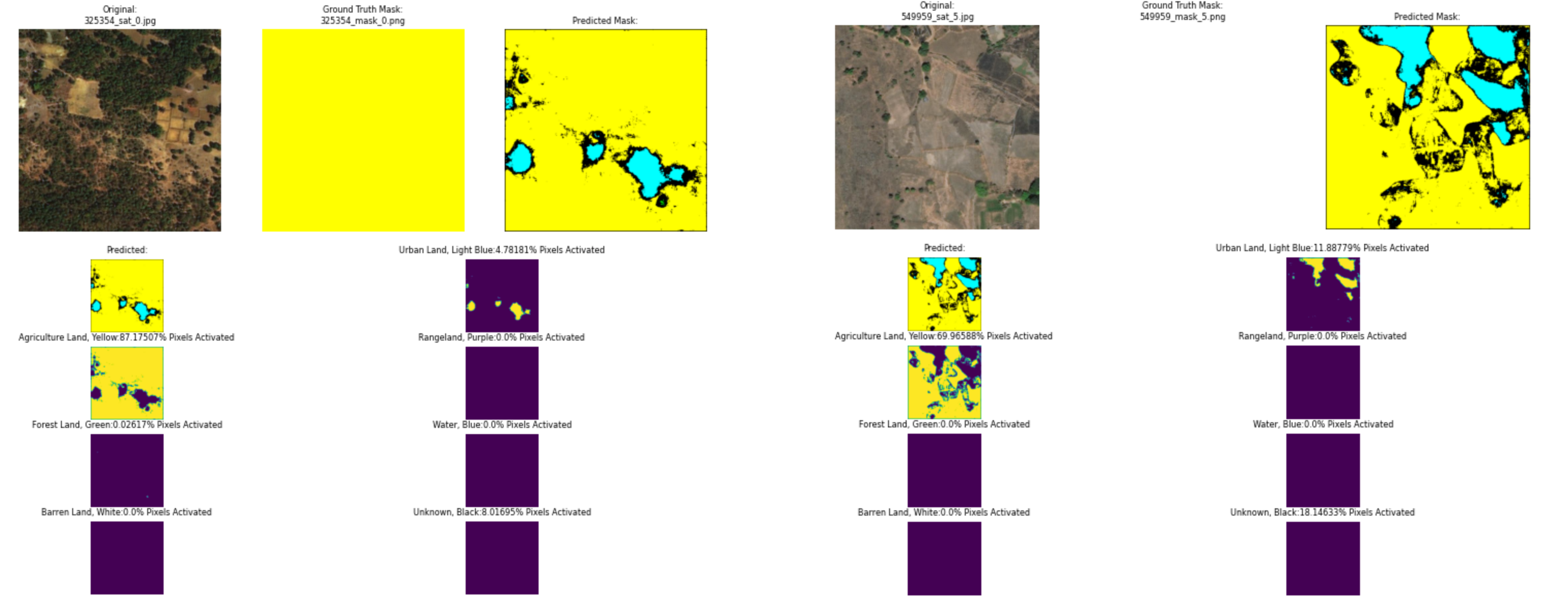 Original:
325354_sat_0.jpg
Ground Truth Mask:
325354_mask_0.png
Predicted Mask:
Predicted:
Urban Land, Light Blue:4.78181% Pixels Activated
Agriculture Land, Yellow:87.17507% Pixels Activated
Rangeland, Purple:0.0% Pixels Activated
Forest Land, Green:0.02617% Pixels Activated
Water, Blue:0.0% Pixels Activated
Barren Land, White:0.0% Pixels Activated
Unknown, Black:8.01695% Pixels Activated
Original:
549959_sat_5.jpg
Ground Truth Mask:
549959_mask_5.png
Predicted Mask:
Predicted:
Urban Land, Light Blue:11.88779% Pixels Activated
Agriculture Land, Yellow:69.96588% Pixels Activated
Rangeland, Purple:0.0% Pixels Activated
Forest Land, Green:0.0% Pixels Activated
Water, Blue:0.0% Pixels Activated
Barren Land, White:0.0% Pixels Activated
Unknown, Black:18.14633% Pixels Activated